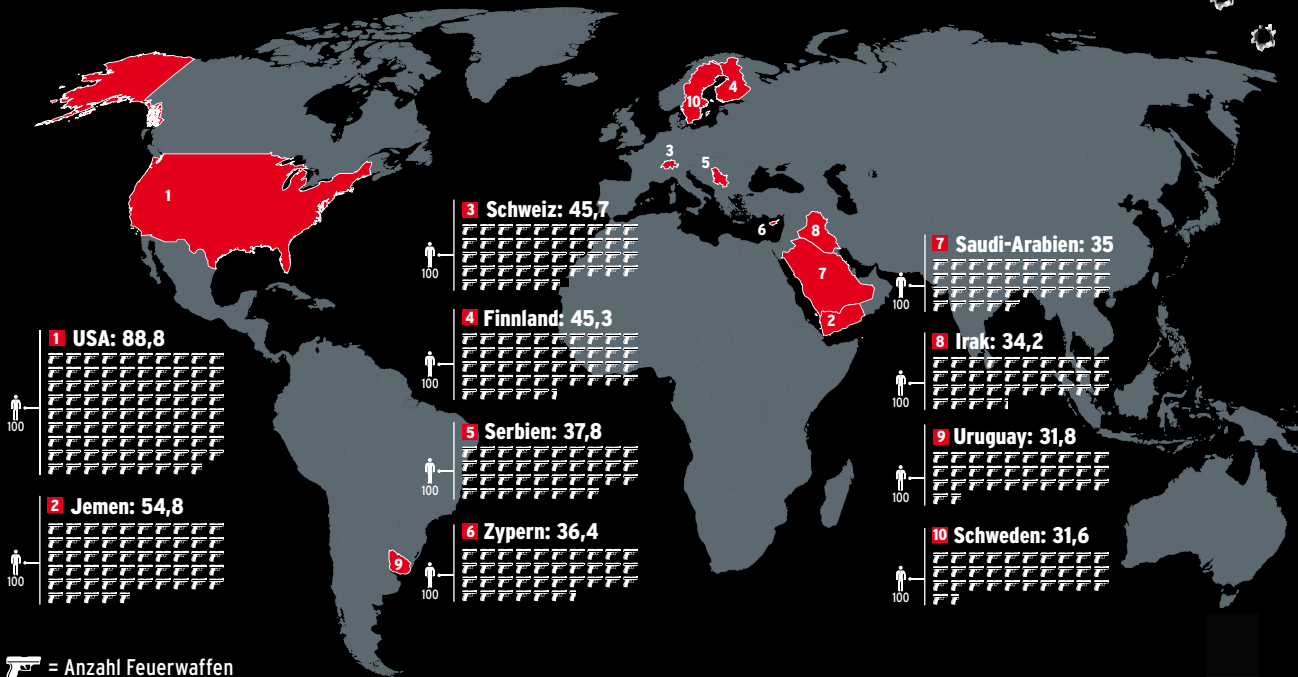 1 USA: 88,8
100
2 Jemen: 54,8
100
3 Schweiz: 45,7
100
4 Finnland: 45,3
100
5 Serbien: 37,8
100
6 Zypern: 36,4
100
7 Saudi-Arabien: 35
100
8 Irak: 34,2
100
9 Uruguay: 31,8
100
10 Schweden: 31,6
100
1
10
4
3
5
6
8
7
2
9
= Anzahl Feuerwaffen